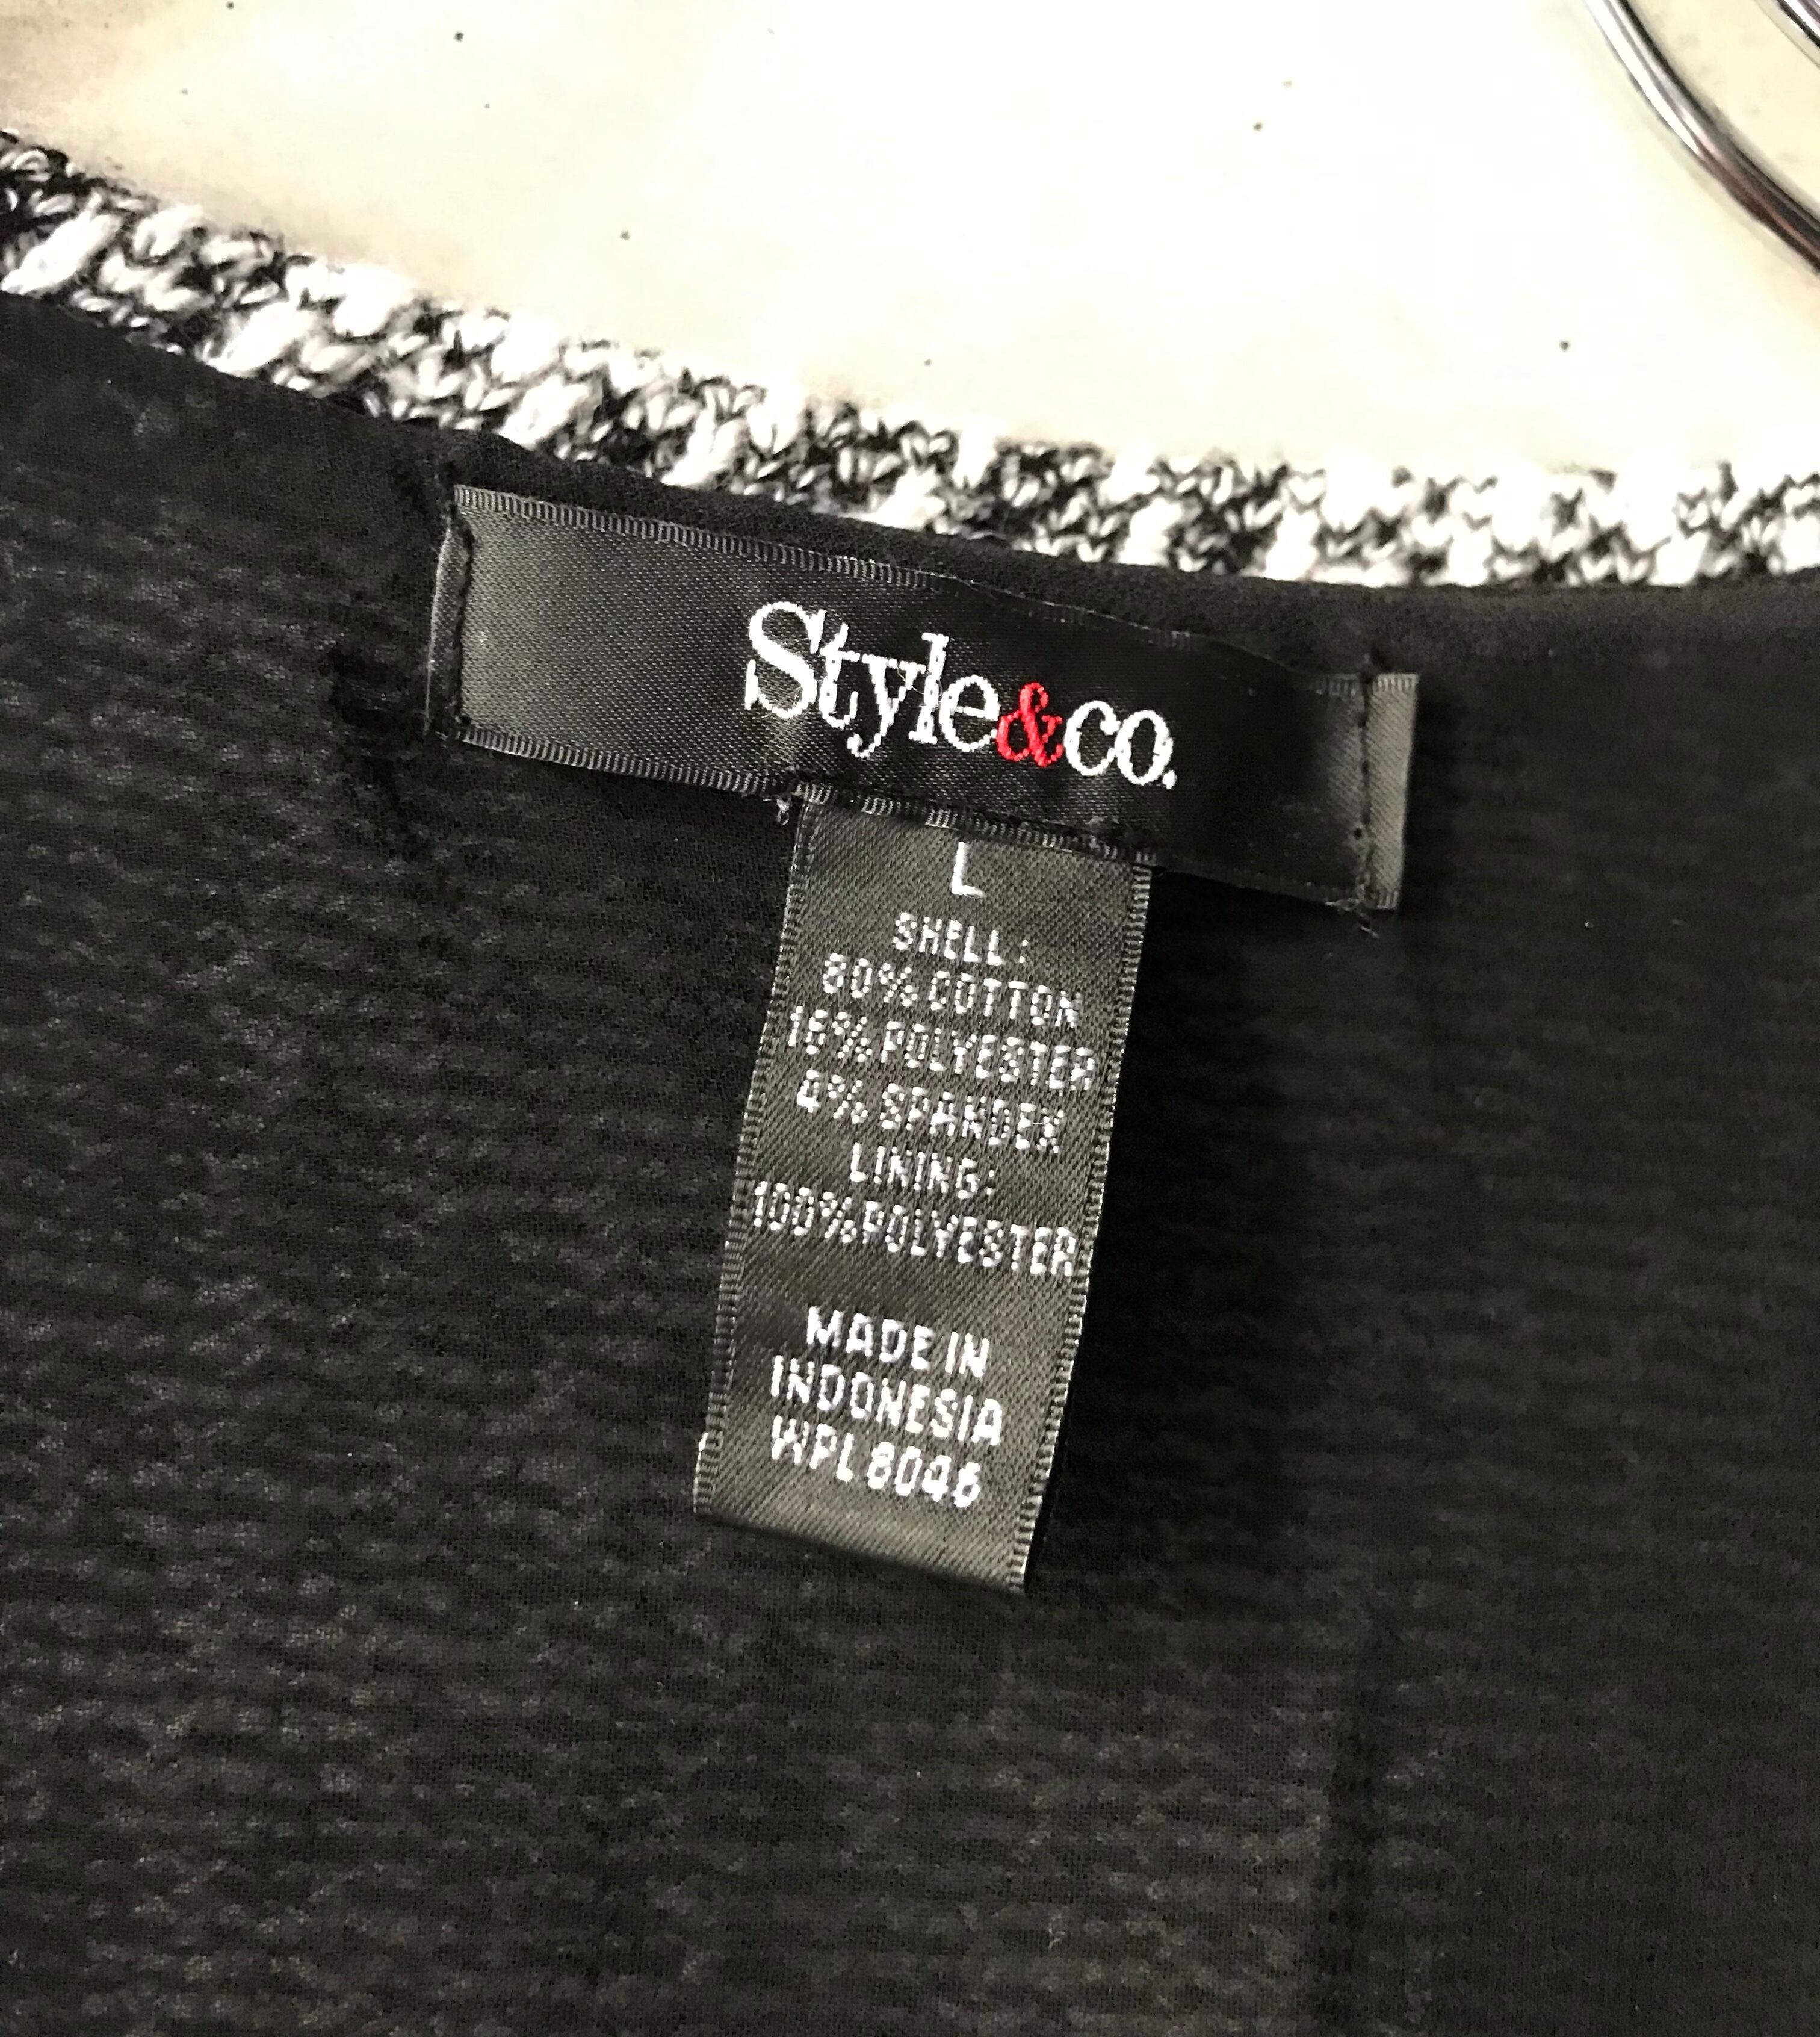 Style&co.
L
SHELL:
80% COTTON
16% POLYESTER
4% SPANDEX
LINING:
100% POLYESTER
MADE IN
INDONESIA
WPL 8046